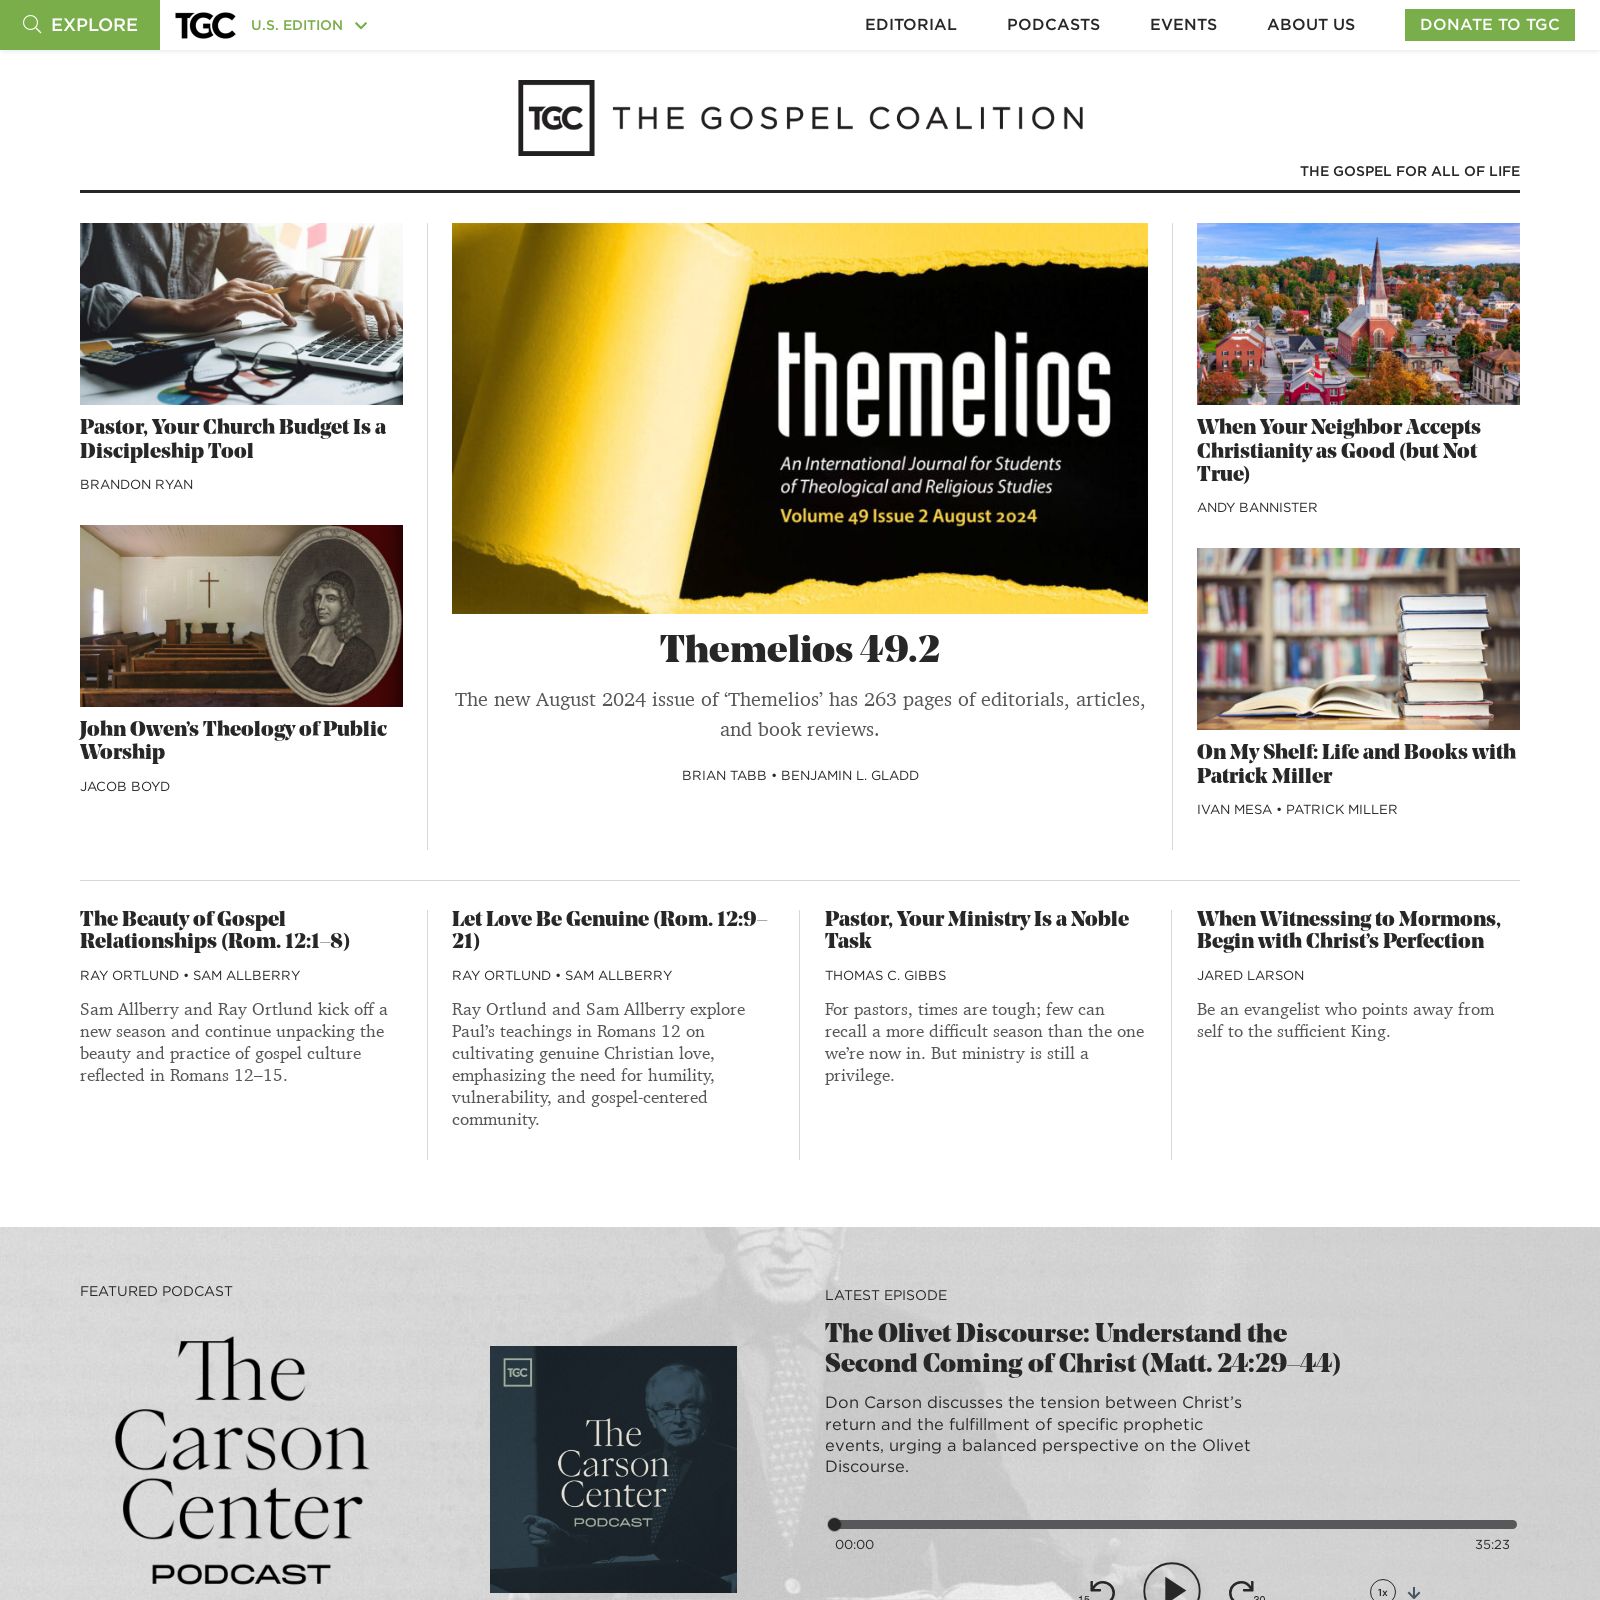 EXPLORE
TGC
U.S. EDITION
EDITORIAL
PODCASTS
EVENTS
ABOUT US
DONATE TO TGC
TGC THE GOSPEL COALITION
THE GOSPEL FOR ALL OF LIFE
Pastor, Your Church Budget Is a
Discipleship Tool
BRANDON RYAN
John Owen’s Theology of Public
Worship
JACOB BOYD
themelios
An International Journal for Students
of Theological and Religious Studies
Volume 49 Issue 2 August 2024
Themelios 49.2
The new August 2024 issue of ‘Themelios’ has 263 pages of editorials, articles,
and book reviews.
BRIAN TABB • BENJAMIN L. GLADD
When Your Neighbor Accepts
Christianity as Good (but Not
True)
ANDY BANNISTER
On My Shelf: Life and Books with
Patrick Miller
IVAN MESA • PATRICK MILLER
The Beauty of Gospel
Relationships (Rom. 12:1–8)
RAY ORTLUND • SAM ALLBERRY
Sam Allberry and Ray Ortlund kick off a
new season and continue unpacking the
beauty and practice of gospel culture
reflected in Romans 12–15.
Let Love Be Genuine (Rom. 12:9–
21)
RAY ORTLUND • SAM ALLBERRY
Ray Ortlund and Sam Allberry explore
Paul’s teachings in Romans 12 on
cultivating genuine Christian love,
emphasizing the need for humility,
vulnerability, and gospel-centered
community.
Pastor, Your Ministry Is a Noble
Task
THOMAS C. GIBBS
For pastors, times are tough; few can
recall a more difficult season than the one
we’re now in. But ministry is still a
privilege.
When Witnessing to Mormons,
Begin with Christ’s Perfection
JARED LARSON
Be an evangelist who points away from
self to the sufficient King.
FEATURED PODCAST
The
Carson
Center
PODCAST
TGC
The
Carson
Center
PODCAST
LATEST EPISODE
The Olivet Discourse: Understand the
Second Coming of Christ (Matt. 24:29–44)
Don Carson discusses the tension between Christ’s
return and the fulfillment of specific prophetic
events, urging a balanced perspective on the Olivet
Discourse.
00:00
35:23
1x